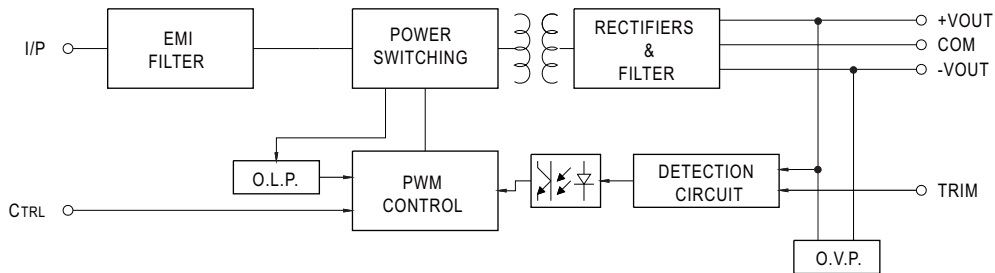 I/P
EMI
FILTER
POWER
SWITCHING
RECTIFIERS
&
FILTER
+VOUT
COM
-VOUT
O.L.P.
PWM
CONTROL
DETECTION
CIRCUIT
TRIM
CTRL
O.V.P.